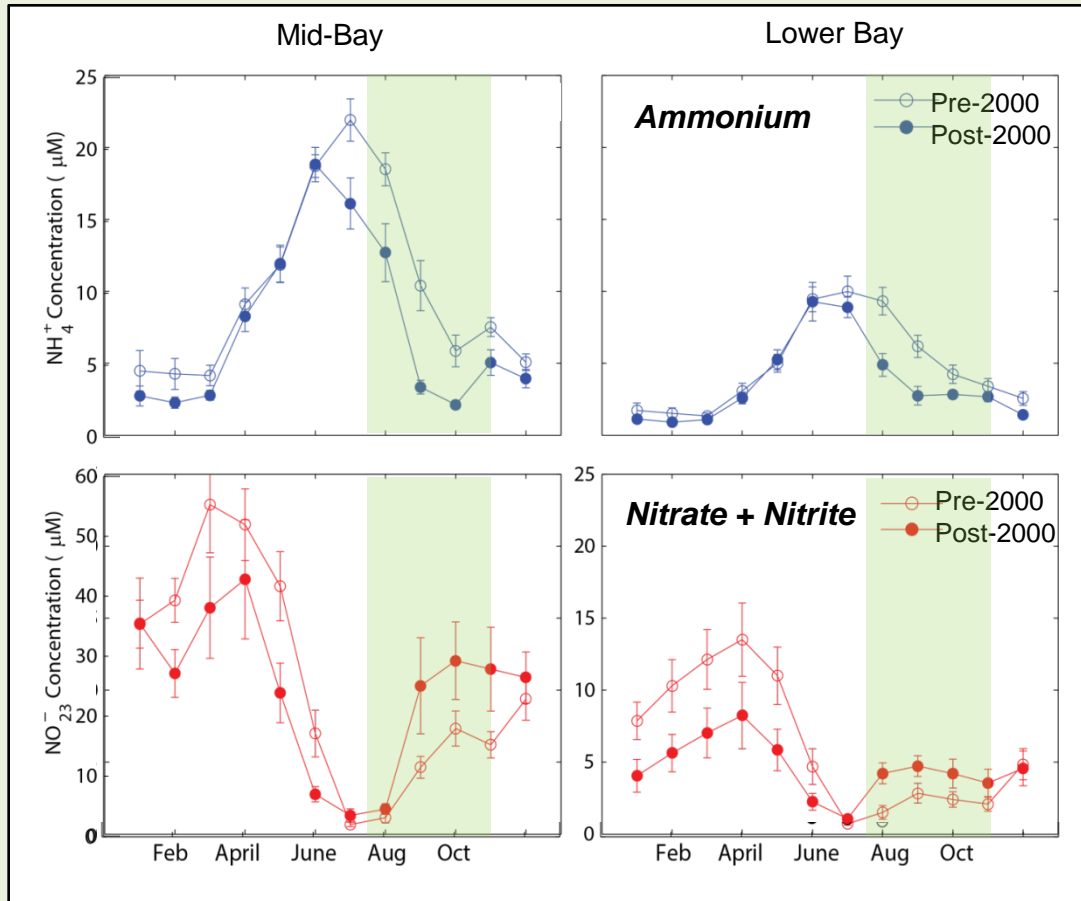 Mid-Bay
Lower Bay
25
20
15
10
5
0
NH4+ Concentration ( μM)
Ammonium
Pre-2000
Post-2000
60
50
40
30
20
10
0
NO23− Concentration ( μM)
25
20
15
10
5
0
Nitrate + Nitrite
Pre-2000
Post-2000
Feb April June Aug Oct
Feb April June Aug Oct